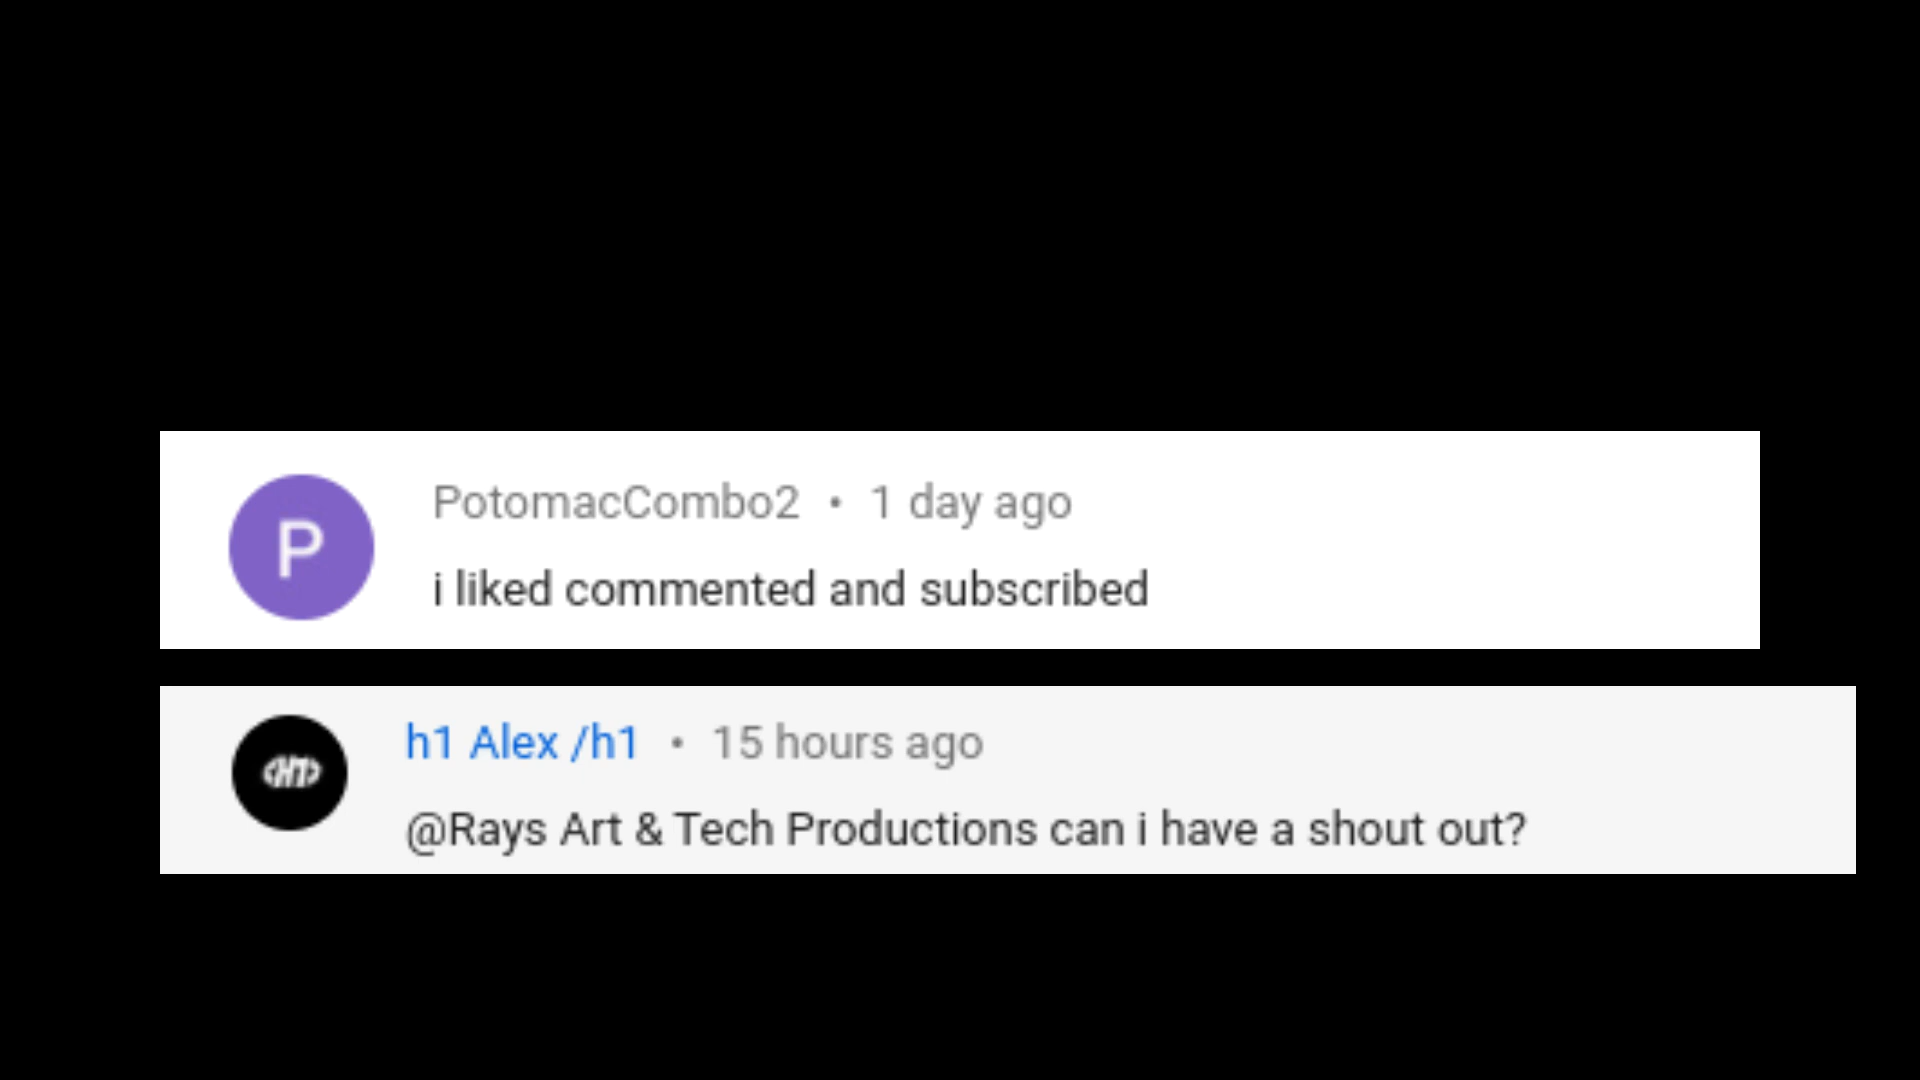 P
PotomacCombo2 • 1 day ago
i liked commented and subscribed
<H1>
h1 Alex /h1 • 15 hours ago
@Rays Art & Tech Productions can i have a shout out?